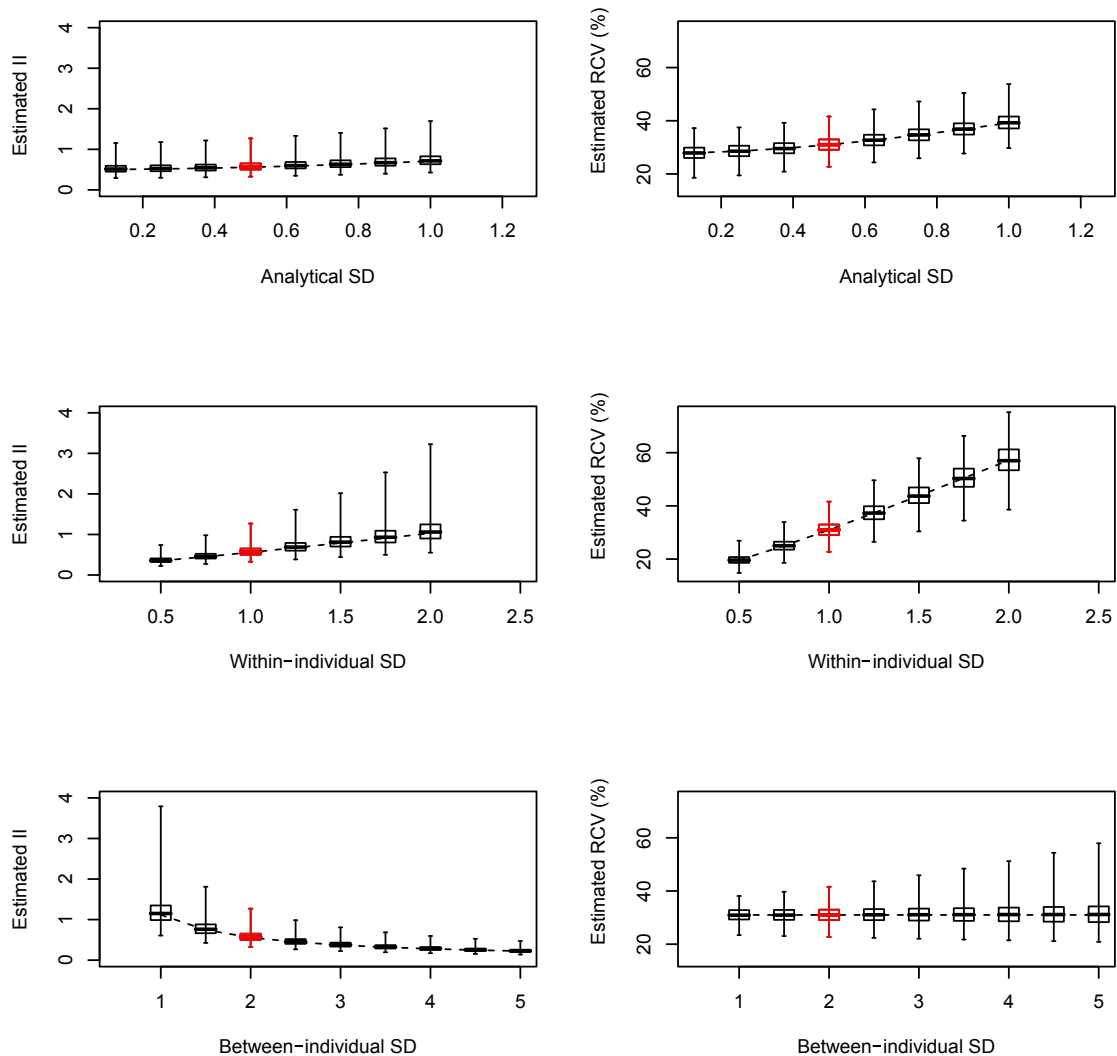 Estimated II
4
3
2
1
0
0.2 0.4 0.6 0.8 1.0 1.2
Analytical SD
Estimated RCV (%)
60
40
20
0.2 0.4 0.6 0.8 1.0 1.2
Analytical SD
Estimated II
4
3
2
1
0
0.5 1.0 1.5 2.0 2.5
Within−individual SD
Estimated RCV (%)
60
40
20
0.5 1.0 1.5 2.0 2.5
Within−individual SD
Estimated II
4
3
2
1
0
1 2 3 4 5
Between−individual SD
Estimated RCV (%)
60
40
20
1 2 3 4 5
Between−individual SD